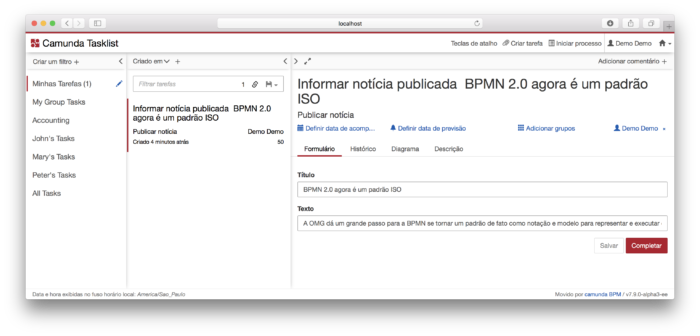 localhost
Camunda Tasklist
Teclas de atalho
Criar tarefa
Iniciar processo
Demo Demo
Criar um filtro +
Criado em
Adicionar comentário +
Minhas Tarefas (1)
My Group Tasks
Accounting
John's Tasks
Mary's Tasks
Peter's Tasks
All Tasks
Filtrar tarefas
1
Informar notícia publicada BPMN 2.0
agora é um padrão ISO
Publicar notícia
Demo Demo
Criado 4 minutos atrás
50
Informar notícia publicada BPMN 2.0 agora é um padrão
ISO
Publicar notícia
Definir data de acomp...
Definir data de previsão
Adicionar grupos
Demo Demo
Formulário
Histórico
Diagrama
Descrição
Título
BPMN 2.0 agora é um padrão ISO
Texto
A OMG dá um grande passo para a BPMN se tornar um padrão de fato como notação e modelo para representar e executar
Salvar
Completar
Data e hora exibidas no fuso horário local: America/Sao_Paulo
Movido por camunda BPM / v7.9.0-alpha3-ee